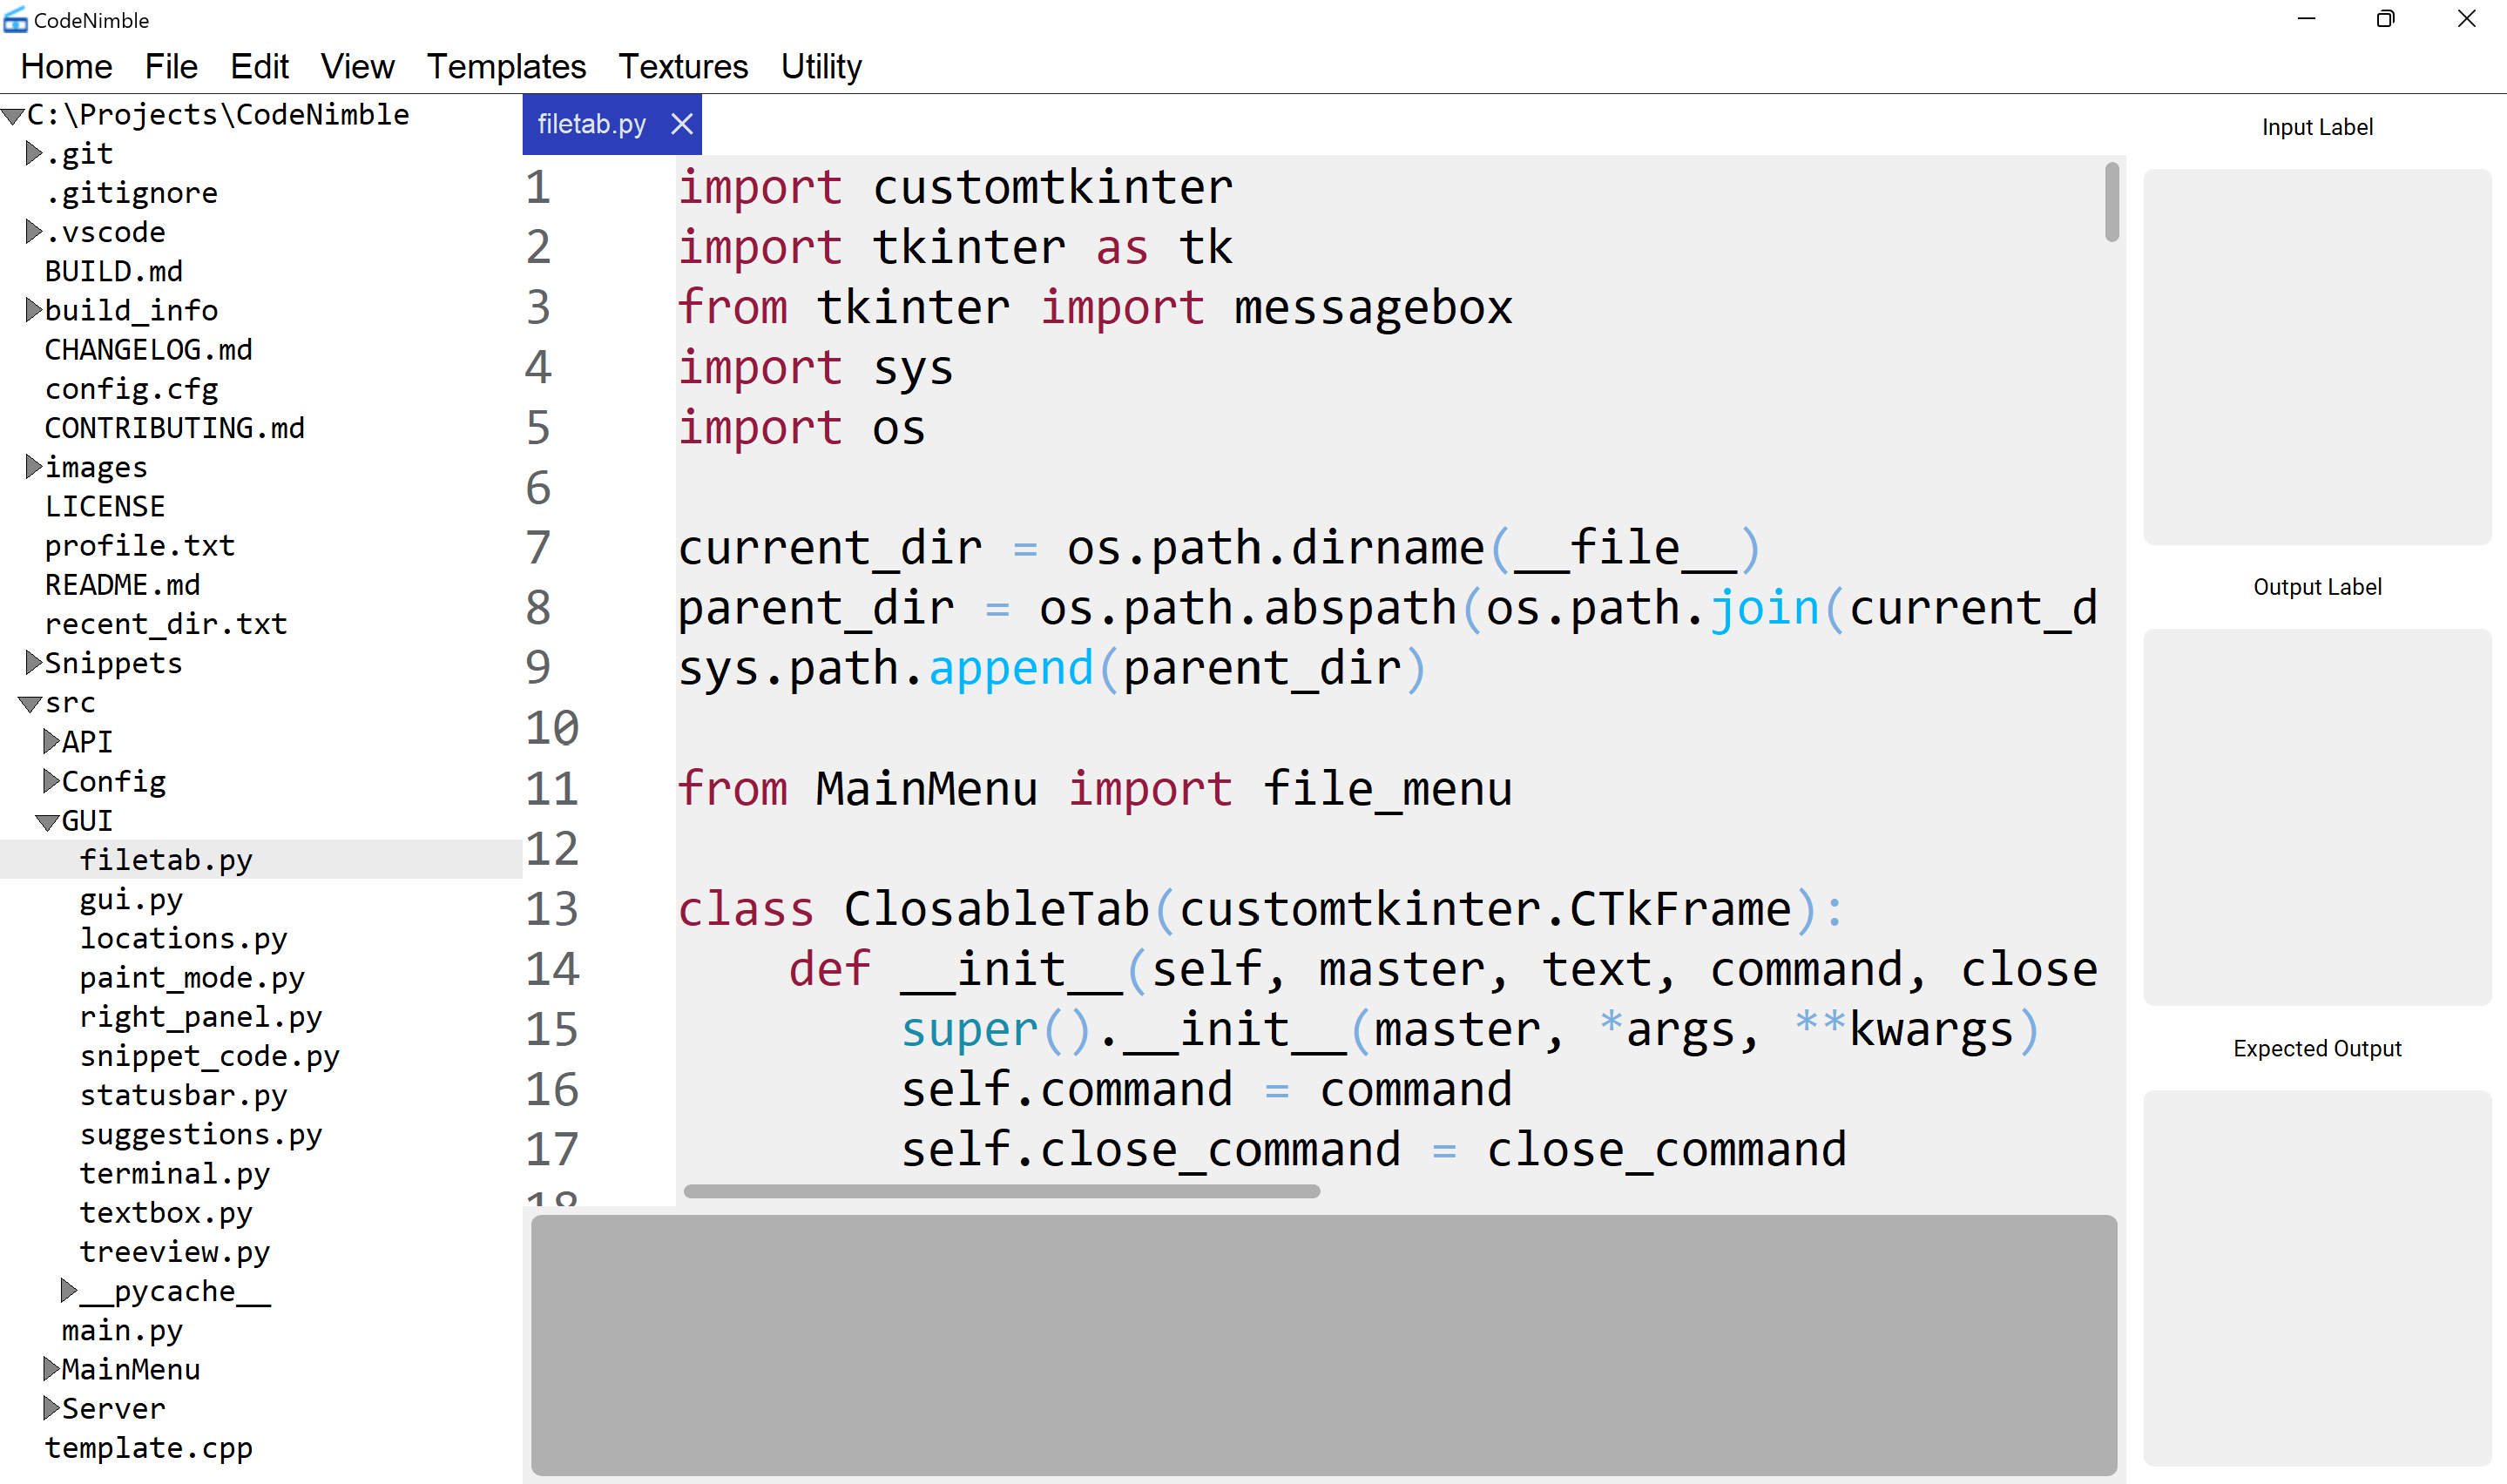 CodeNimble
Home File Edit View Templates Textures Utility
C:\Projects\CodeNimble
.git
.gitignore
.vscode
BUILD.md
build_info
CHANGELOG.md
config.cfg
CONTRIBUTING.md
images
LICENSE
profile.txt
README.md
recent_dir.txt
Snippets
src
API
Config
GUI
filetab.py
gui.py
locations.py
paint_mode.py
right_panel.py
snippet_code.py
statusbar.py
suggestions.py
terminal.py
textbox.py
treeview.py
__pycache__
main.py
MainMenu
Server
template.cpp
filetab.py
1 import customtkinter
2 import tkinter as tk
3 from tkinter import messagebox
4 import sys
5 import os
6
7 current_dir = os.path.dirname(__file__)
8 parent_dir = os.path.abspath(os.path.join(current_d
9 sys.path.append(parent_dir)
10
11 from MainMenu import file_menu
12
13 class ClosableTab(customtkinter.CTkFrame):
14     def __init__(self, master, text, command, close
15         super().__init__(master, *args, **kwargs)
16         self.command = command
17         self.close_command = close_command
18
Input Label
Output Label
Expected Output